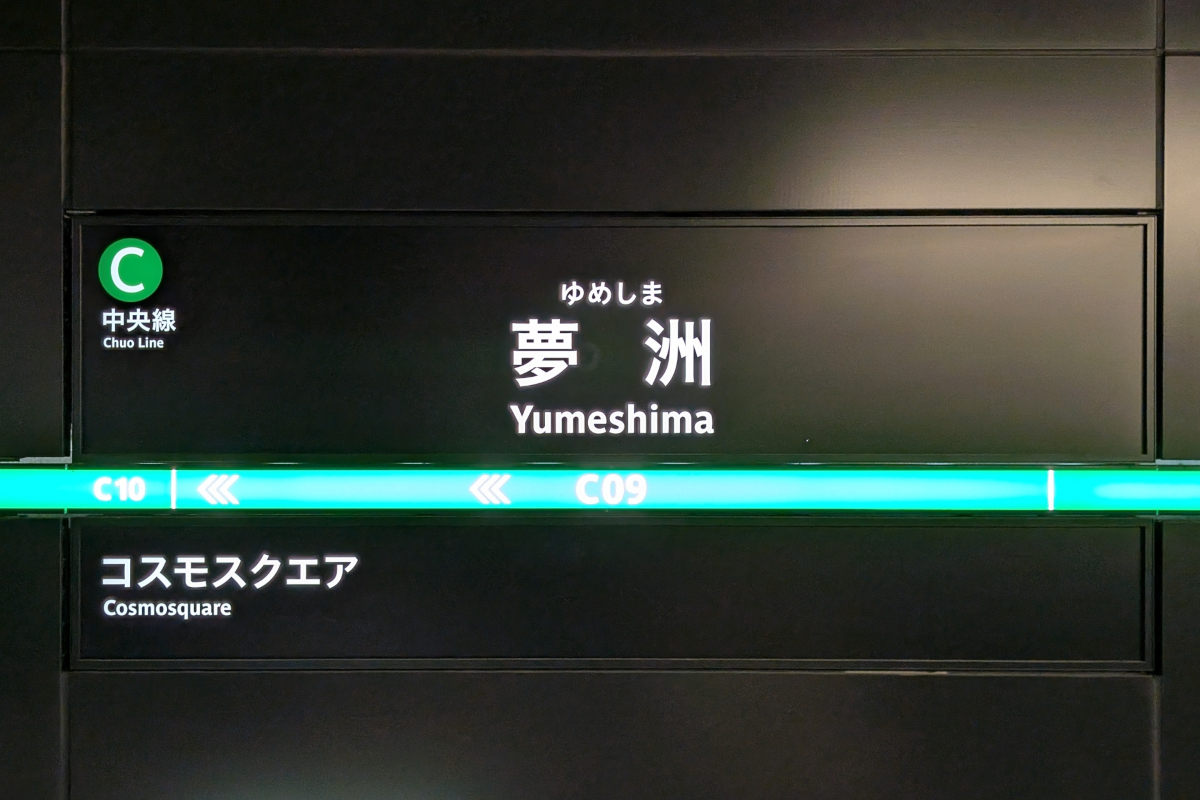 C
中央線
Chuo Line
ゆめしま
夢 洲
Yumeshima
C10 C09
コスモスクエア
Cosmosquare